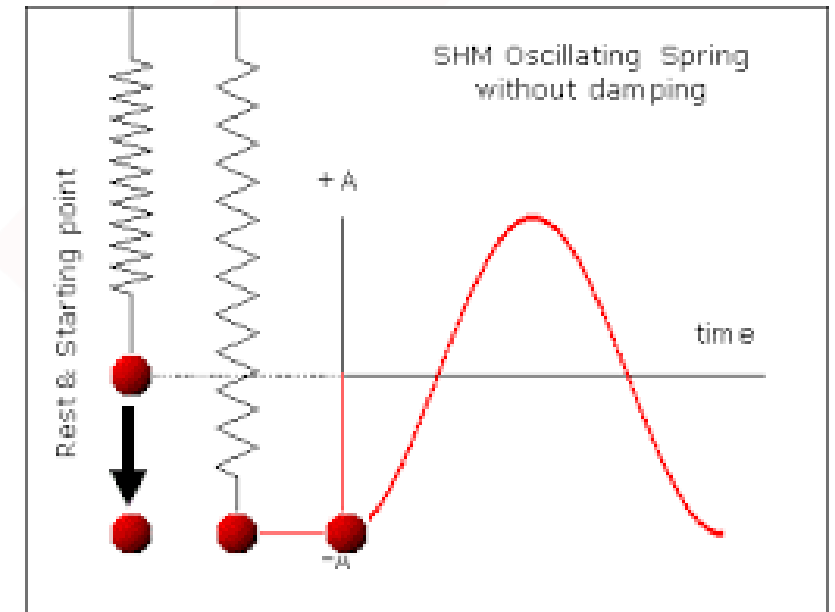 SHM Oscillating Spring
without damping
Rest & Starting point
+A
time
-A